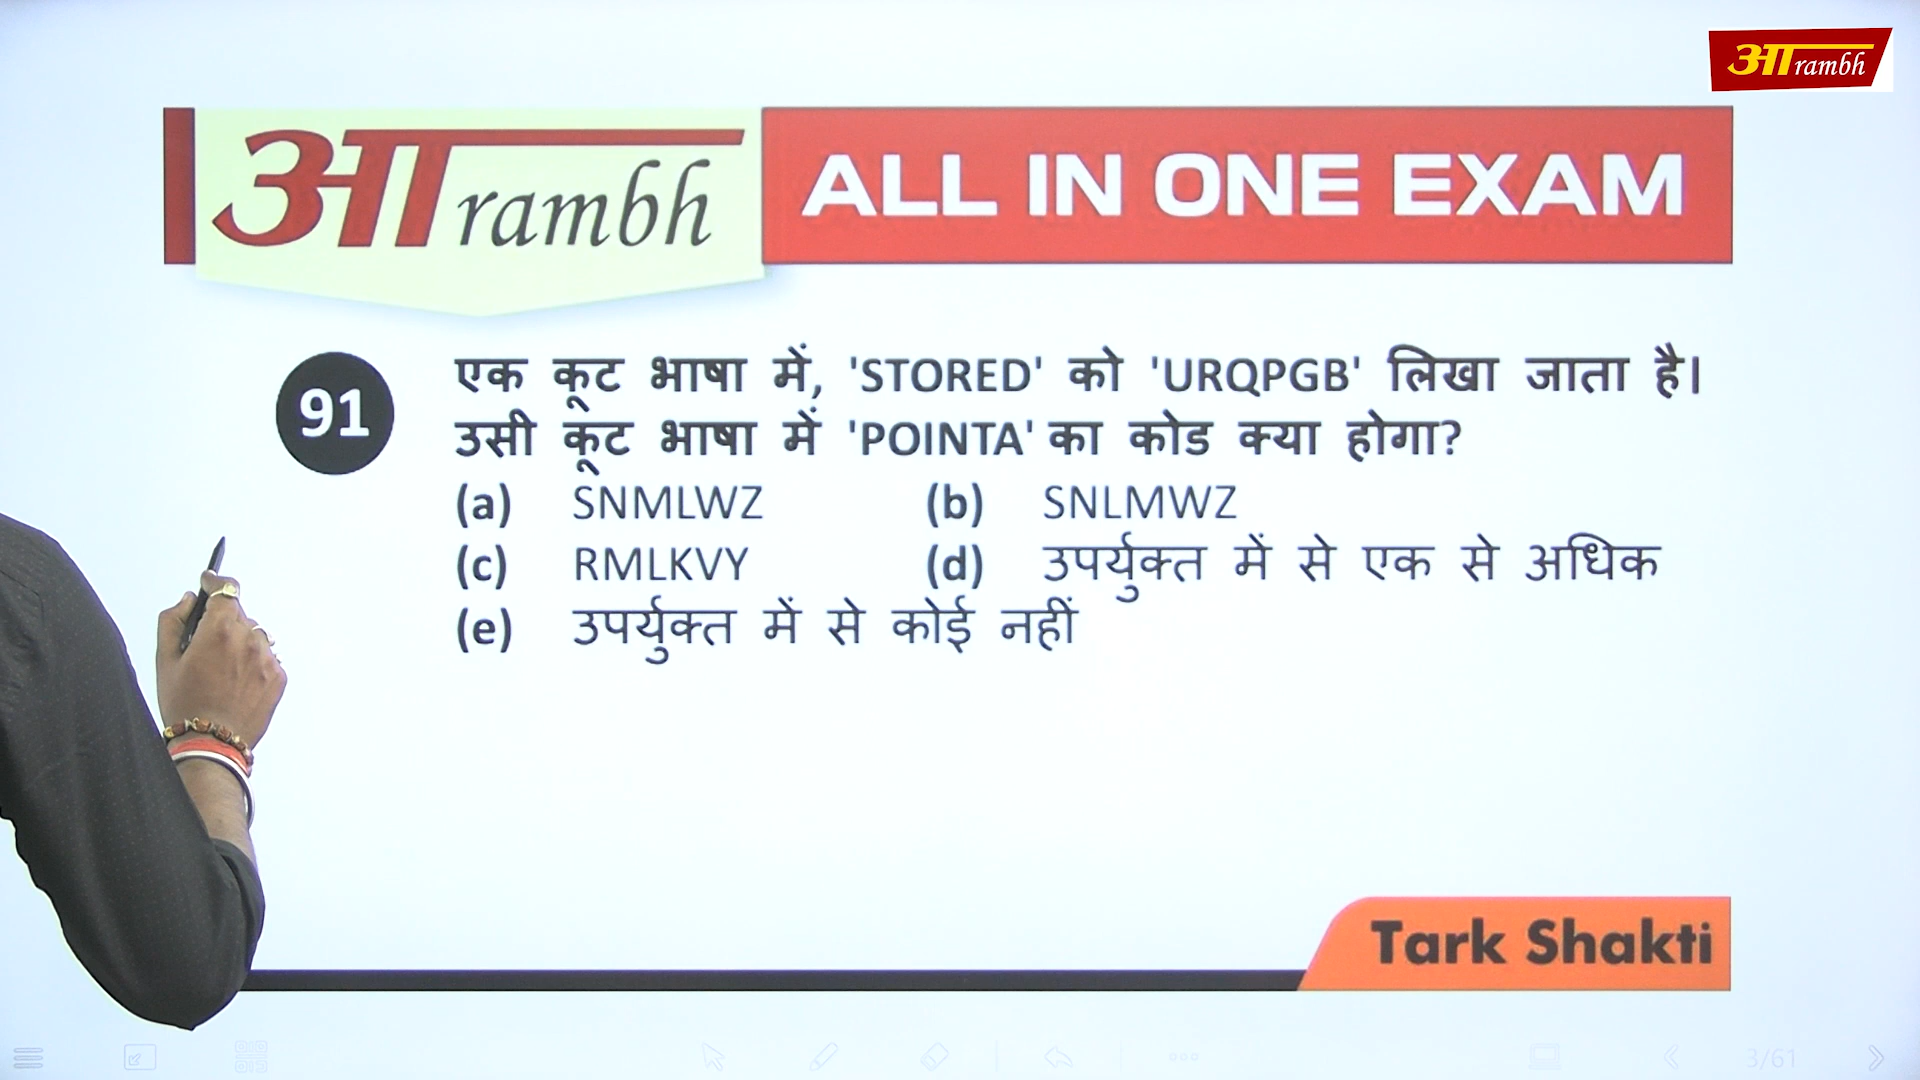 आrambh
आrambh ALL IN ONE EXAM
91 एक कूट भाषा में, 'STORED' को 'URQPGB' लिखा जाता है।
उसी कूट भाषा में 'POINTA' का कोड क्या होगा?
(a) SNMLWZ (b) SNLMWZ
(c) RMLKVY (d) उपर्युक्त में से एक से अधिक
(e) उपर्युक्त में से कोई नहीं
Tark Shakti
3/61